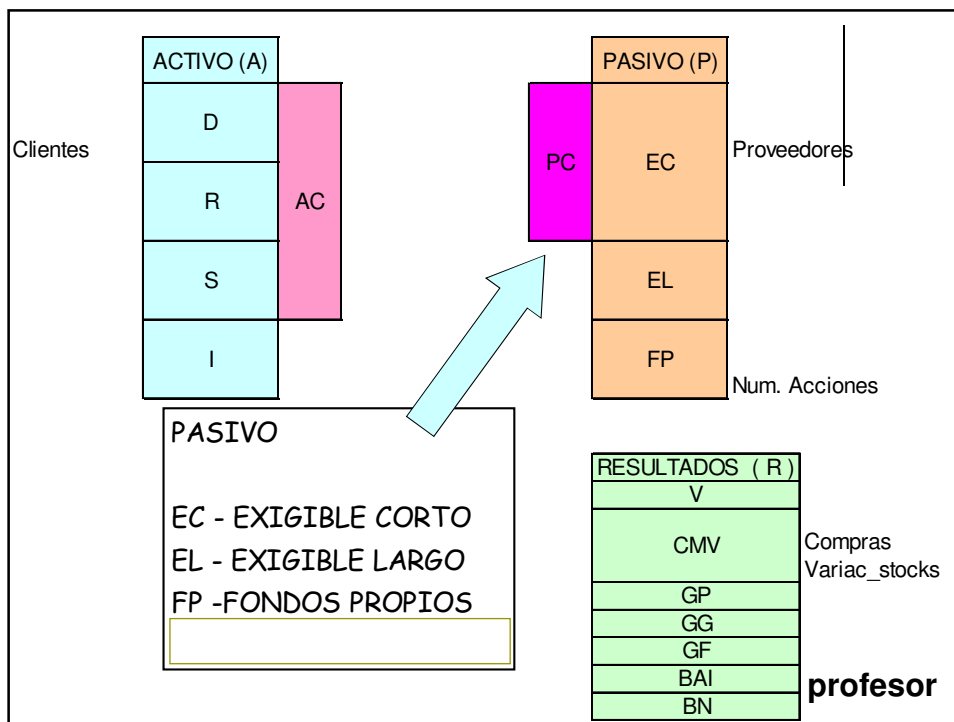 ACTIVO (A)
PASIVO (P)
D
Clientes
PC
EC
Proveedores
R
AC
S
EL
I
FP
Num. Acciones
PASIVO
EC - EXIGIBLE CORTO
EL - EXIGIBLE LARGO
FP -FONDOS PROPIOS
RESULTADOS ( R )
V
CMV
Compras
Variac_stocks
GP
GG
GF
BAI
BN
profesor